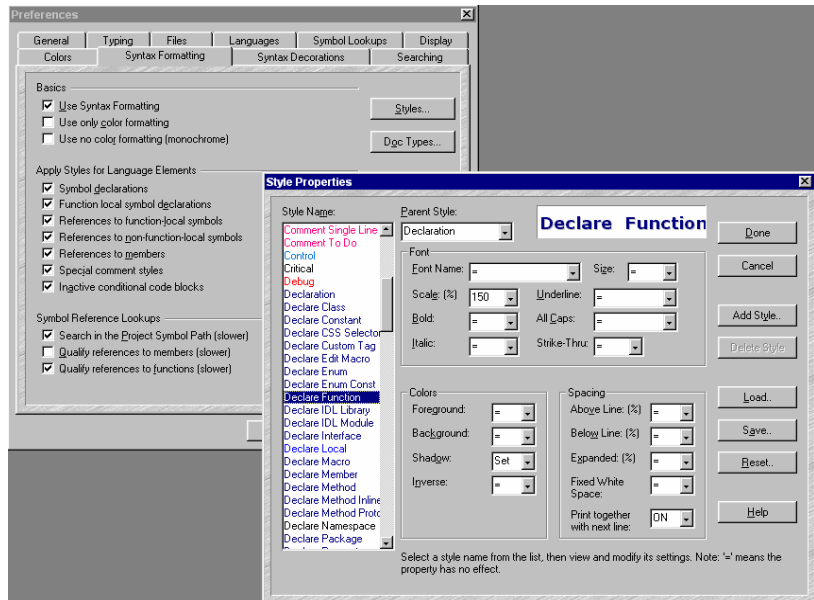 Preferences
General Typing Files Languages Symbol Lookups Display
Colors Syntax Formatting Syntax Decorations Searching
Basics
Use Syntax Formatting
Use only color formatting
Use no color formatting (monochrome)
Styles...
Doc Types...
Apply Styles for Language Elements
Symbol declarations
Function local symbol declarations
References to function-local symbols
References to non-function-local symbols
References to members
Special comment styles
Inactive conditional code blocks
Symbol Reference Lookups
Search in the Project Symbol Path (slower)
Qualify references to members (slower)
Qualify references to functions (slower)
Style Properties
Style Name:
Comment Single Line
Comment To Do
Control
Critical
Debug
Declaration
Declare Class
Declare Constant
Declare CSS Selector
Declare Custom Tag
Declare Edit Macro
Declare Enum
Declare Enum Const
Declare Function
Declare IDL Library
Declare IDL Module
Declare Interface
Declare Local
Declare Macro
Declare Member
Declare Method
Declare Method Inline
Declare Method Proto
Declare Namespace
Declare Package
Parent Style:
Declaration
Declare Function
Font
Font Name: = Size: =
Scale: (%) 150 Underline: =
Bold: = All Caps: =
Italic: = Strike-Thru: =
Colors
Foreground: =
Background: =
Shadow: Set
Inverse: =
Spacing
Above Line: (%) =
Below Line: (%) =
Expanded: (%) =
Fixed White
Space: =
Print together
with next line: ON
Done
Cancel
Add Style..
Delete Style
Load..
Save..
Reset..
Help
Select a style name from the list, then view and modify its settings. Note: '=' means the
property has no effect.